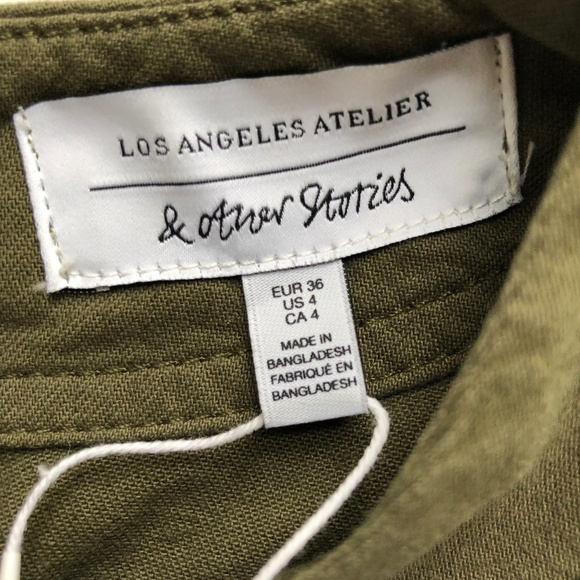 LOS ANGELES ATELIER
& other Stories
EUR 36
US 4
CA 4
MADE IN
BANGLADESH
FABRIQUÉ EN
BANGLADESH